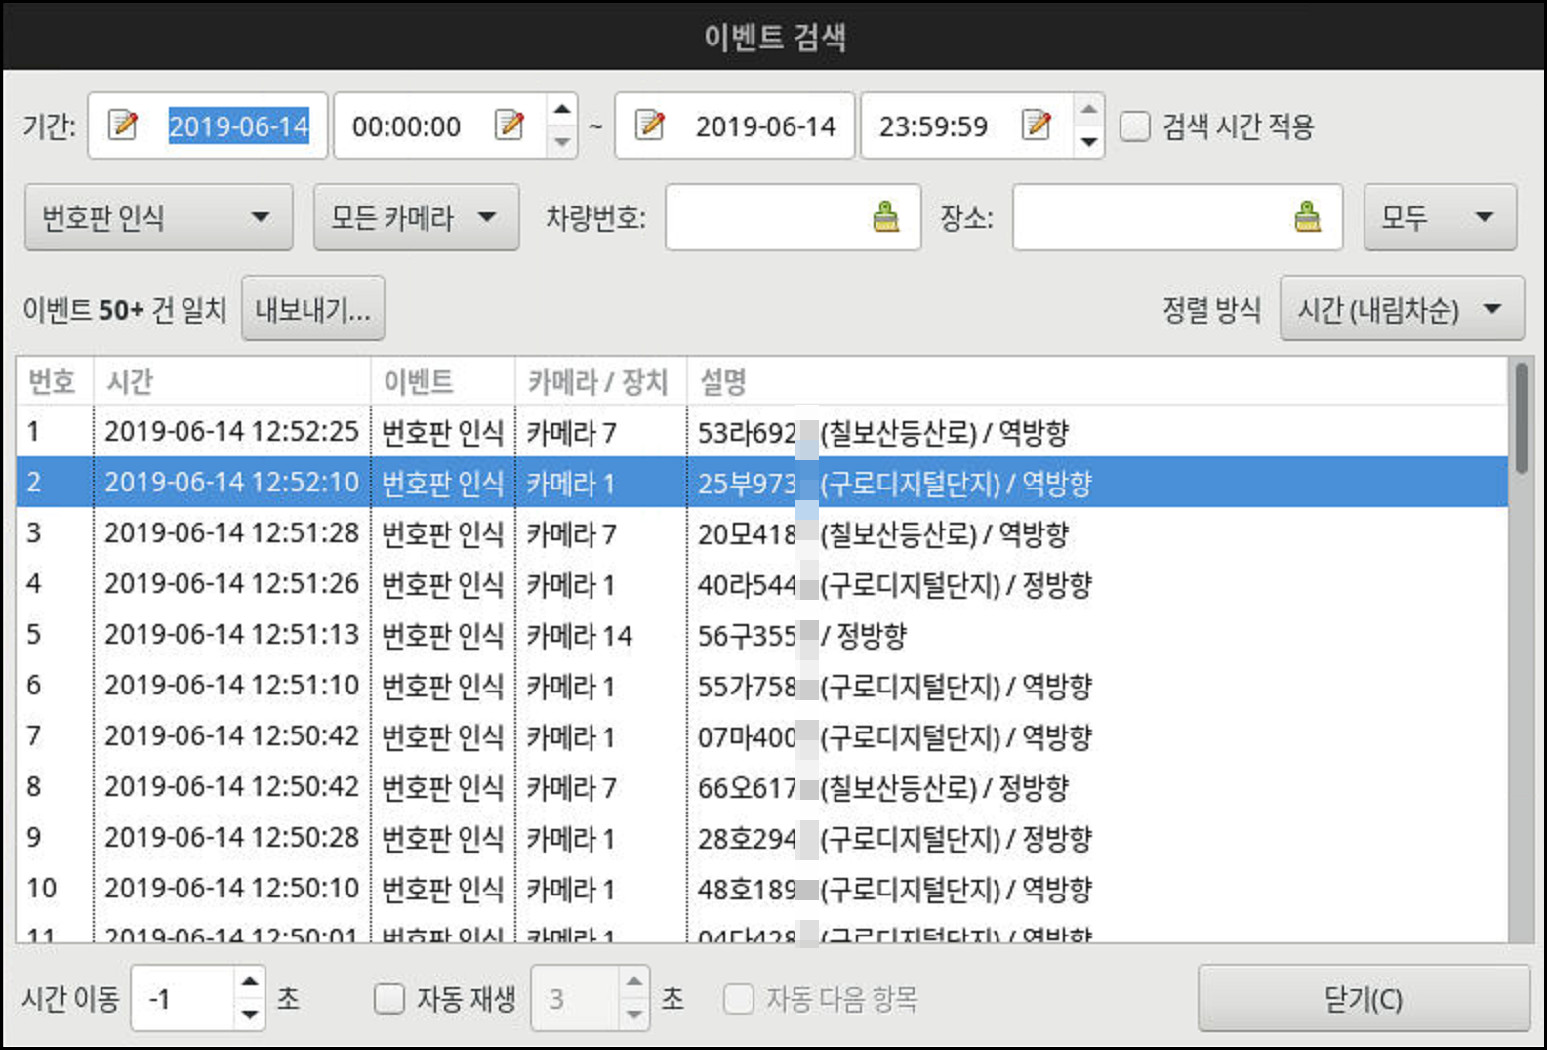 이벤트 검색
기간: 2019-06-14 00:00:00 ~ 2019-06-14 23:59:59 검색 시간 적용
번호판 인식 모든 카메라 차량번호: 장소: 모두
이벤트 50+ 건 일치 내보내기... 정렬 방식 시간 (내림차순)
번호 시간 이벤트 카메라 / 장치 설명
1 2019-06-14 12:52:25 번호판 인식 카메라 7 53라692 (칠보산등산로) / 역방향
2 2019-06-14 12:52:10 번호판 인식 카메라 1 25부973 (구로디지털단지) / 역방향
3 2019-06-14 12:51:28 번호판 인식 카메라 7 20모418 (칠보산등산로) / 역방향
4 2019-06-14 12:51:26 번호판 인식 카메라 1 40라544 (구로디지털단지) / 정방향
5 2019-06-14 12:51:13 번호판 인식 카메라 14 56구355 / 정방향
6 2019-06-14 12:51:10 번호판 인식 카메라 1 55가758 (구로디지털단지) / 역방향
7 2019-06-14 12:50:42 번호판 인식 카메라 1 07마400 (구로디지털단지) / 역방향
8 2019-06-14 12:50:42 번호판 인식 카메라 7 66오617 (칠보산등산로) / 정방향
9 2019-06-14 12:50:28 번호판 인식 카메라 1 28호294 (구로디지털단지) / 정방향
10 2019-06-14 12:50:10 번호판 인식 카메라 1 48호189 (구로디지털단지) / 역방향
11 2019-06-14 12:50:01 번호판 인식 카메라 1 04다428 (구로디지털단지) / 역방향
시간 이동 -1 초 자동 재생 3 초 자동 다음 항목 닫기(C)